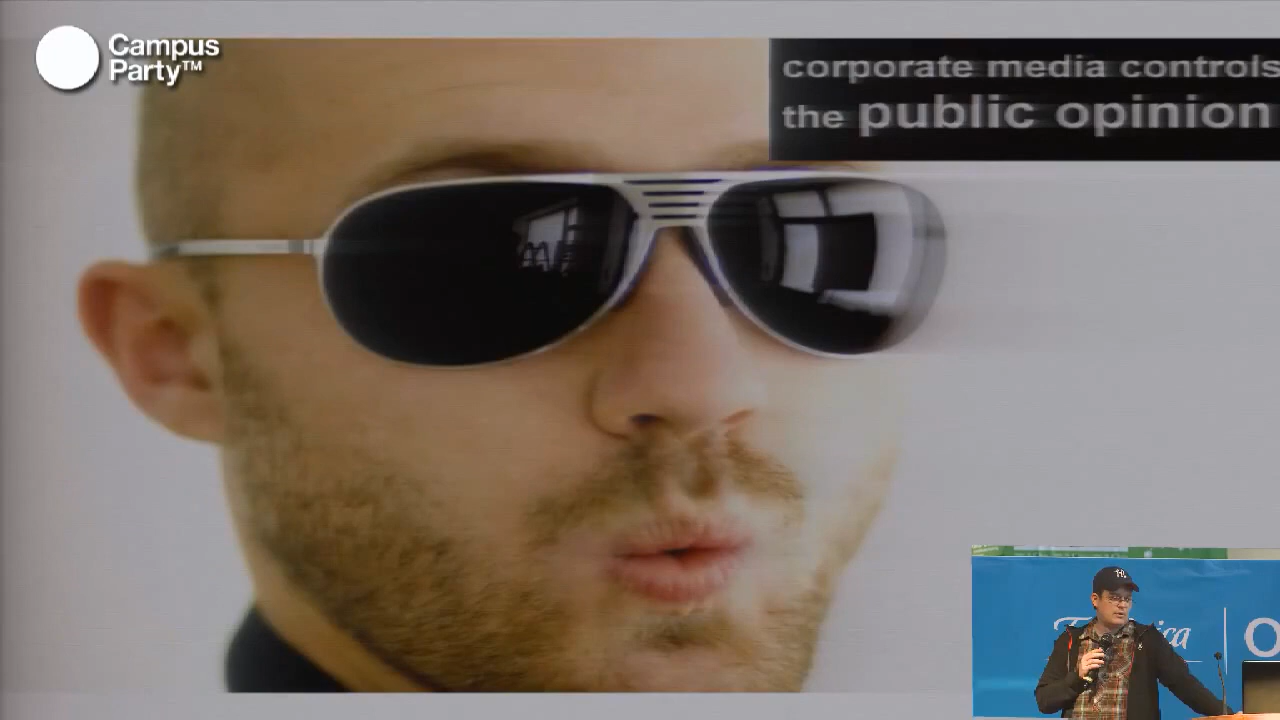 Campus
Party™
corporate media controls
the public opinion